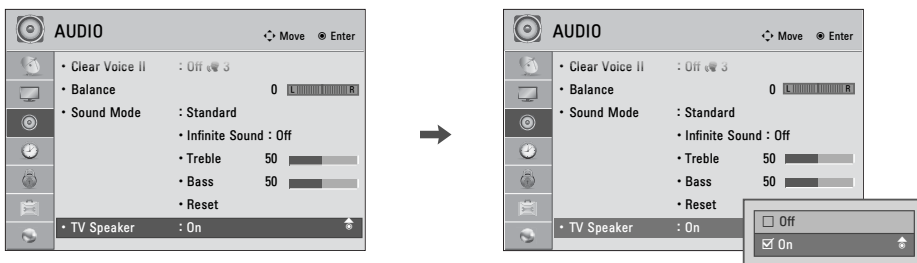 AUDIO Move Enter
• Clear Voice II : Off 3
• Balance 0 L R
• Sound Mode : Standard
• Infinite Sound : Off
• Treble 50
• Bass 50
• Reset
• TV Speaker : On
AUDIO Move Enter
• Clear Voice II : Off 3
• Balance 0 L R
• Sound Mode : Standard
• Infinite Sound : Off
• Treble 50
• Bass 50
• Reset
• TV Speaker : On
Off
On